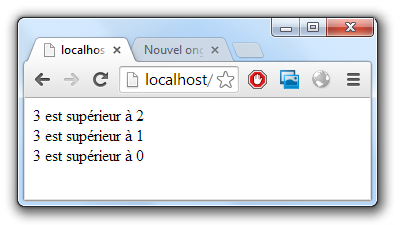 localhos
Nouvel ong
localhost/
3 est supérieur à 2
3 est supérieur à 1
3 est supérieur à 0